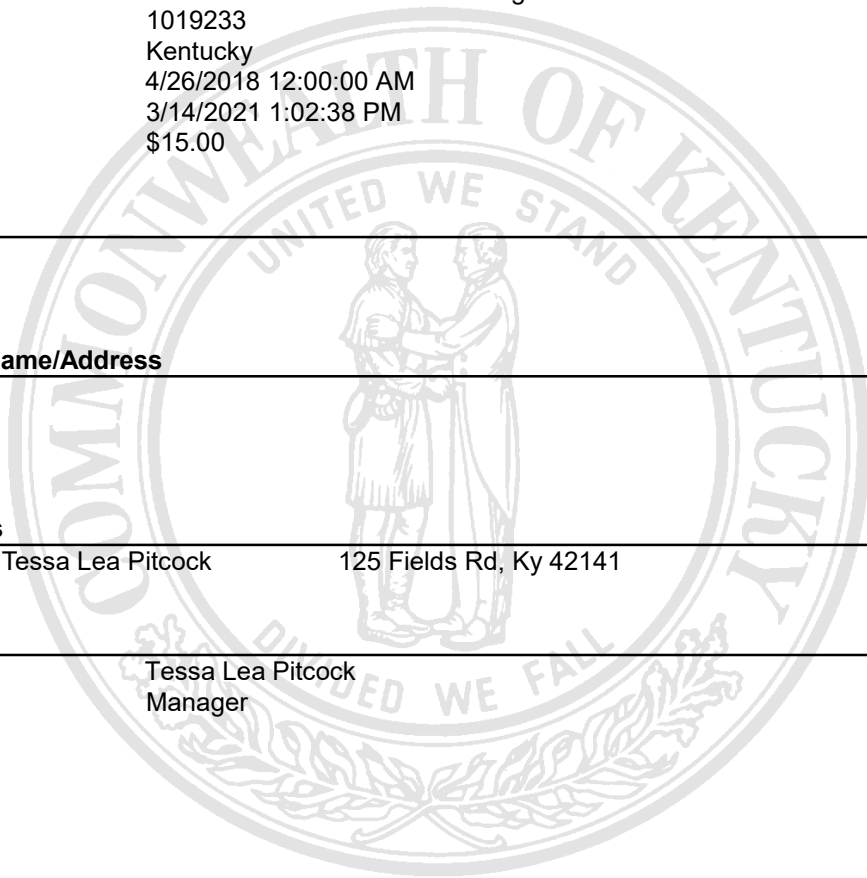 1019233
Kentucky
4/26/2018 12:00:00 AM
3/14/2021 1:02:38 PM
$15.00
COMMONWEALTH OF KENTUCKY
UNITED WE STAND
ame/Address
s
Tessa Lea Pitcock 125 Fields Rd, Ky 42141
DIVIDED WE FALL
Tessa Lea Pitcock
Manager